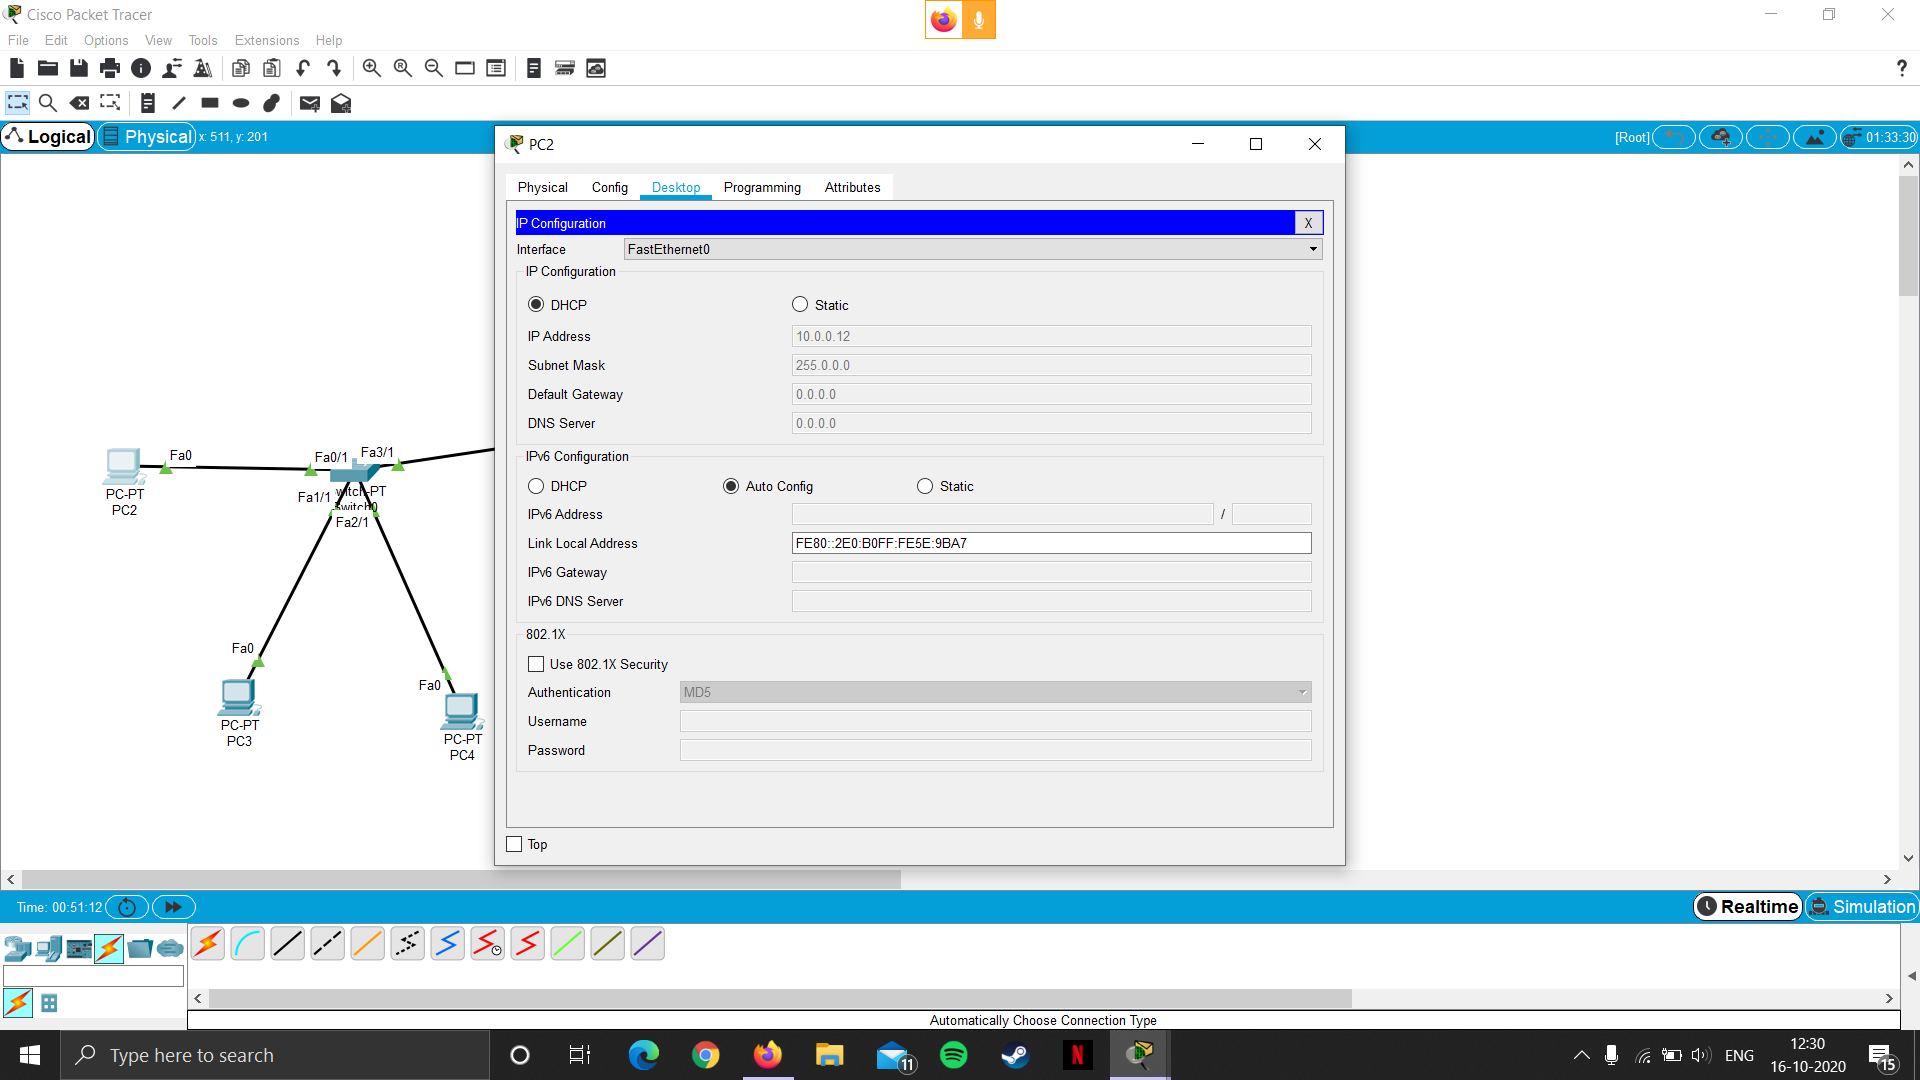 Cisco Packet Tracer
File Edit Options View Tools Extensions Help
?
Logical Physical x: 511, y: 201
[Root] 01:33:30
PC2
Physical Config Desktop Programming Attributes
IP Configuration X
Interface FastEthernet0
IP Configuration
DHCP Static
IP Address 10.0.0.12
Subnet Mask 255.0.0.0
Default Gateway 0.0.0.0
DNS Server 0.0.0.0
IPv6 Configuration
DHCP Auto Config Static
IPv6 Address /
Link Local Address FE80::2E0:B0FF:FE5E:9BA7
IPv6 Gateway
IPv6 DNS Server
802.1X
Use 802.1X Security
Authentication MD5
Username
Password
Top
Fa0
Fa0/1
Fa3/1
PC-PT
PC2
Fa1/1
witch-PT
Switch0
Fa2/1
Fa0
PC-PT
PC3
Fa0
PC-PT
PC4
Time: 00:51:12
Realtime Simulation
Automatically Choose Connection Type
Type here to search
11
N
ENG
12:30
16-10-2020
15